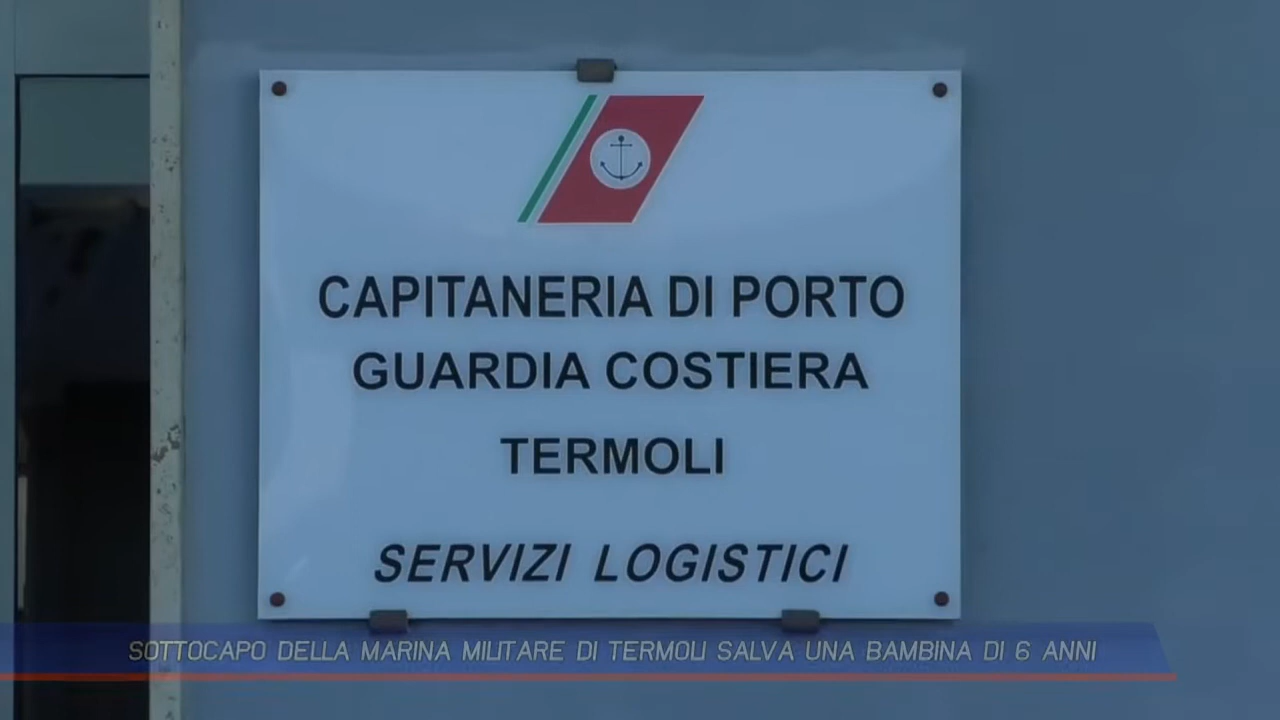 CAPITANERIA DI PORTO
GUARDIA COSTIERA
TERMOLI
SERVIZI LOGISTICI
SOTTOCAPO DELLA MARINA MILITARE DI TERMOLI SALVA UNA BAMBINA DI 6 ANNI